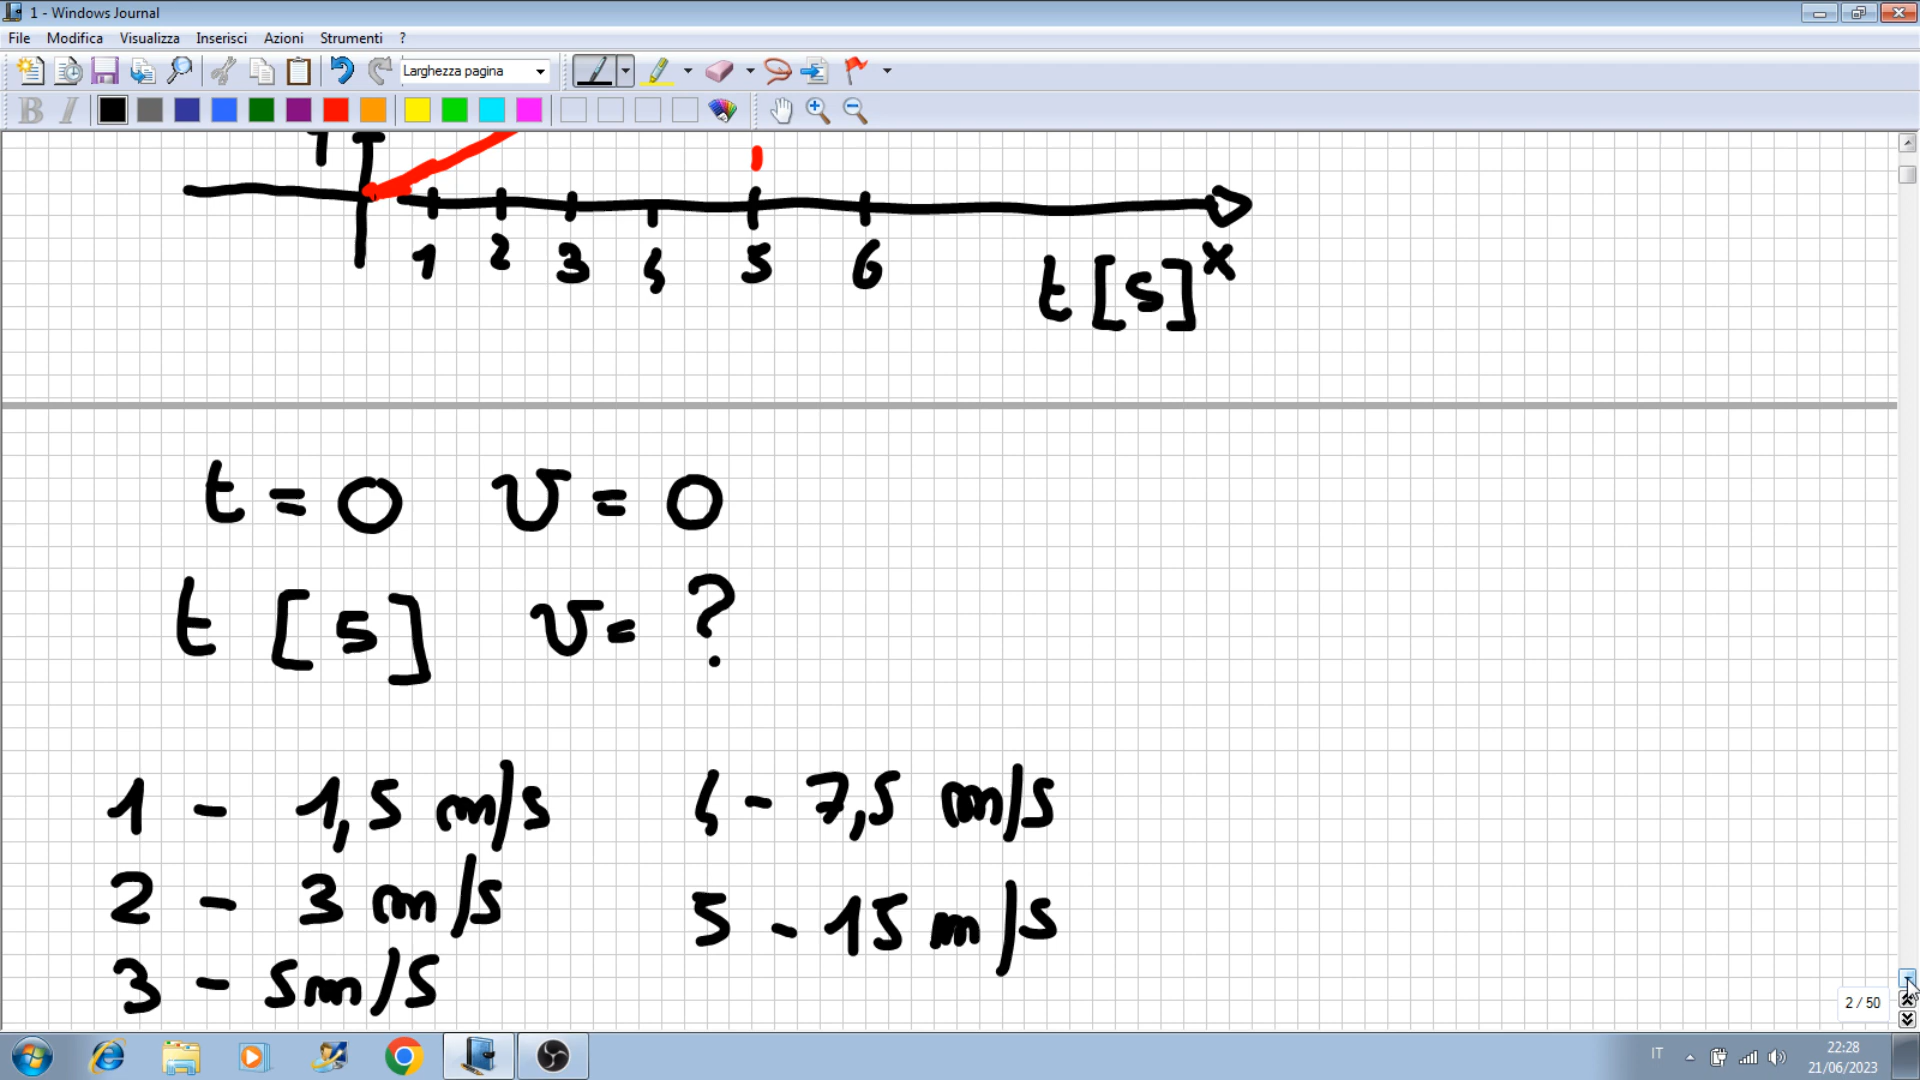 1 - Windows Journal
File Modifica Visualizza Inserisci Azioni Strumenti ?
Larghezza pagina
B I
1
1 2 3 4 5 6
t [s] x
t = 0 v = 0
t [s] v = ?
1 - 1,5 m/s
2 - 3 m/s
3 - 5 m/s
4 - 7,5 m/s
5 - 15 m/s
2 / 50
IT
22:28
21/06/2023